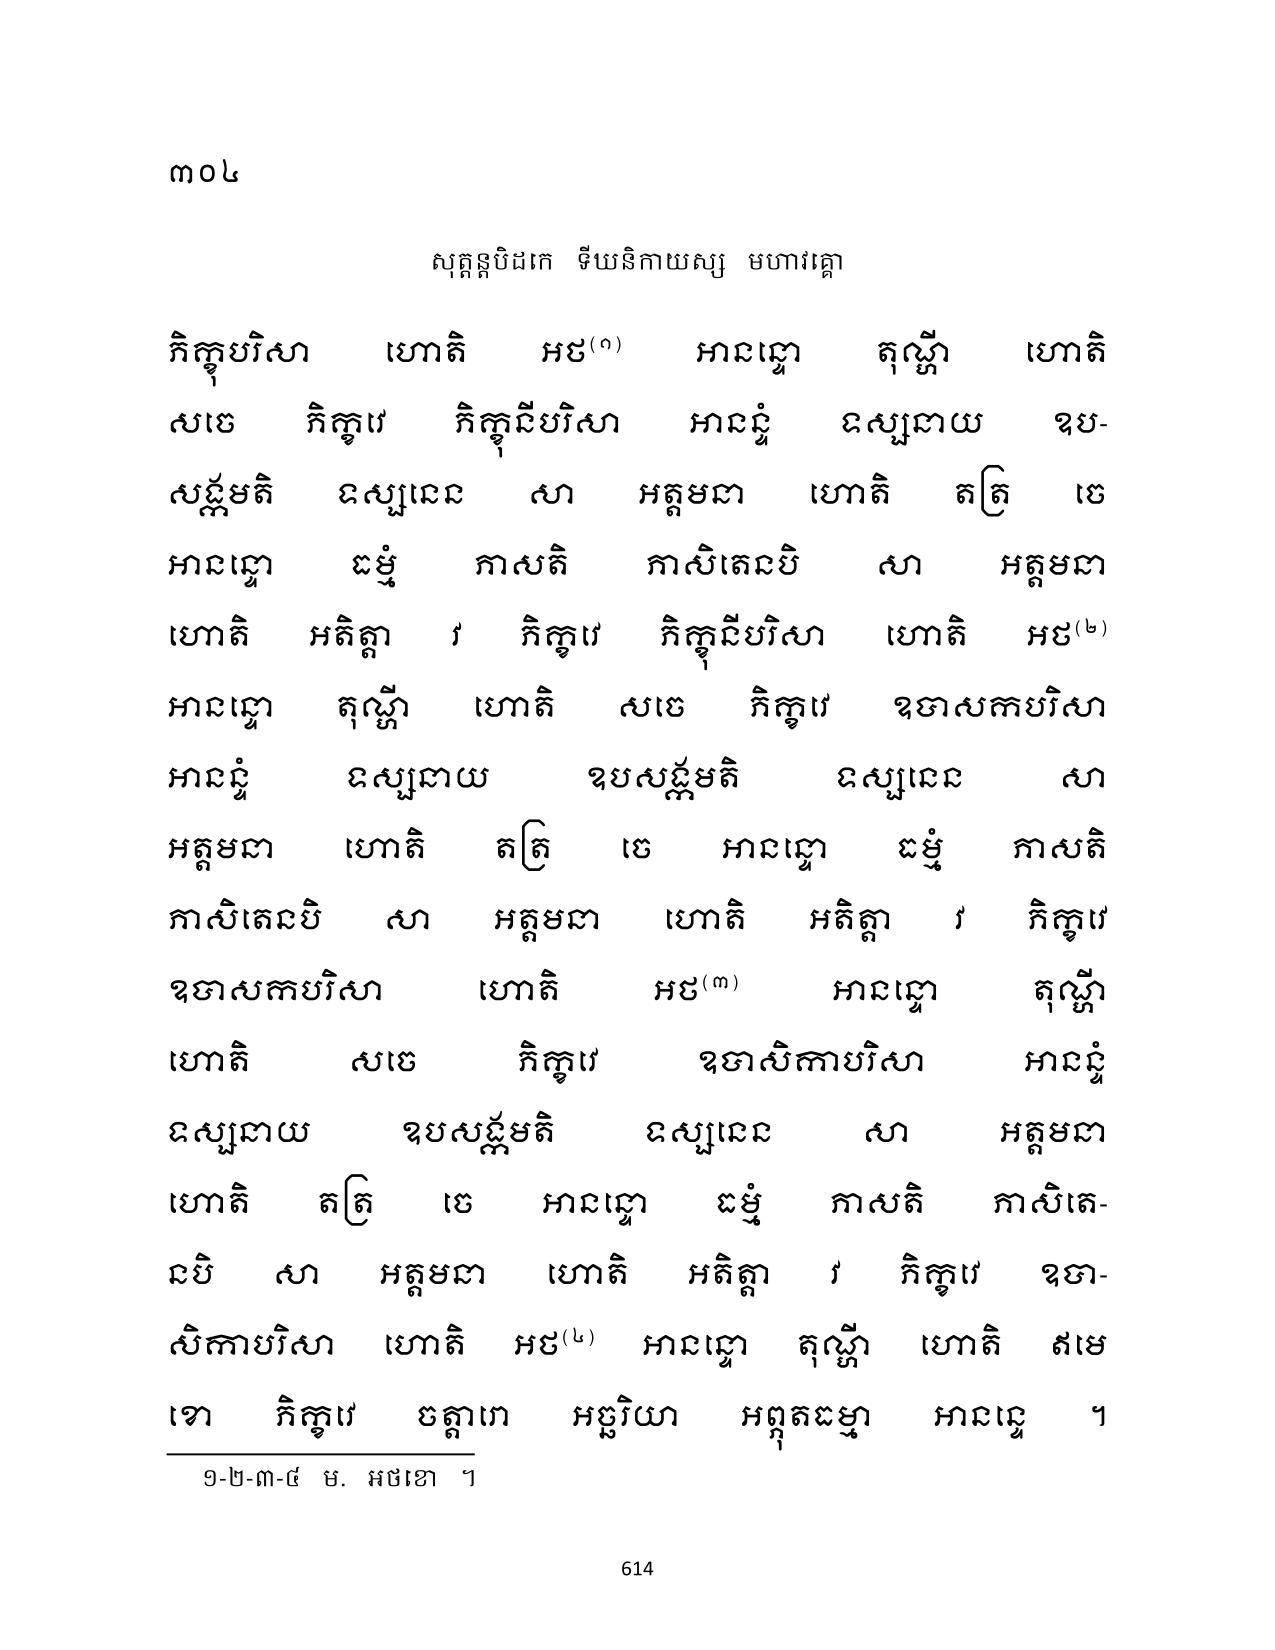 ៣០៤
សុត្តន្តបិដកេ ទីឃនិកាយស្ស មហាវគ្គោ
ភិក្ខុបរិសា ហោតិ អថ(១) អានន្ទោ តុណ្ហី ហោតិ
សចេ ភិក្ខវេ ភិក្ខុនីបរិសា អានន្ទំ ទស្សនាយ ឧប-
សង្កមតិ ទស្សនេន សា អត្តមនា ហោតិ តត្រ ចេ
អានន្ទោ ធម្មំ ភាសតិ ភាសិតេនបិ សា អត្តមនា
ហោតិ អតិត្តា វ ភិក្ខវេ ភិក្ខុនីបរិសា ហោតិ អថ(២)
អានន្ទោ តុណ្ហី ហោតិ សចេ ភិក្ខវេ ឧបាសកបរិសា
អានន្ទំ ទស្សនាយ ឧបសង្កមតិ ទស្សនេន សា
អត្តមនា ហោតិ តត្រ ចេ អានន្ទោ ធម្មំ ភាសតិ
ភាសិតេនបិ សា អត្តមនា ហោតិ អតិត្តា វ ភិក្ខវេ
ឧបាសកបរិសា ហោតិ អថ(៣) អានន្ទោ តុណ្ហី
ហោតិ សចេ ភិក្ខវេ ឧបាសិកាបរិសា អានន្ទំ
ទស្សនាយ ឧបសង្កមតិ ទស្សនេន សា អត្តមនា
ហោតិ តត្រ ចេ អានន្ទោ ធម្មំ ភាសតិ ភាសិតេ-
នបិ សា អត្តមនា ហោតិ អតិត្តា វ ភិក្ខវេ ឧបា-
សិកាបរិសា ហោតិ អថ(៤) អានន្ទោ តុណ្ហី ហោតិ ឥមេ
ខោ ភិក្ខវេ ចត្តារោ អច្ឆរិយា អព្ភុតធម្មា អានន្ទេ ។
១-២-៣-៤ ម. អថខោ ។
614